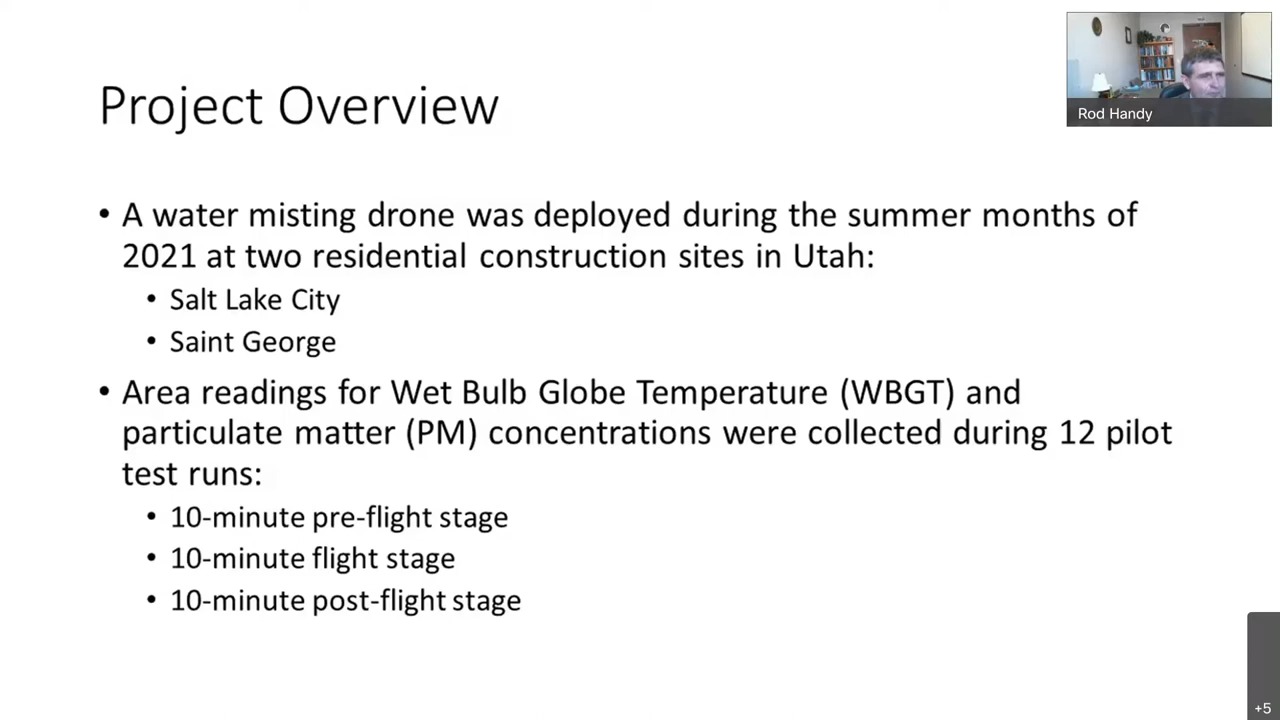 Project Overview
Rod Handy
• A water misting drone was deployed during the summer months of
2021 at two residential construction sites in Utah:
• Salt Lake City
• Saint George
• Area readings for Wet Bulb Globe Temperature (WBGT) and
particulate matter (PM) concentrations were collected during 12 pilot
test runs:
• 10-minute pre-flight stage
• 10-minute flight stage
• 10-minute post-flight stage
+5